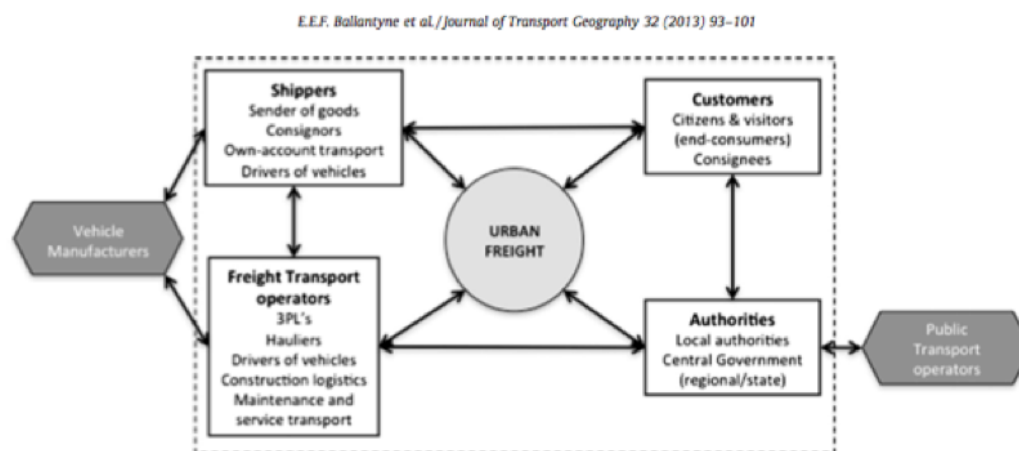 E.E.F. Ballantyne et al. / Journal of Transport Geography 32 (2013) 93–101
Shippers
Sender of goods
Consignors
Own-account transport
Drivers of vehicles
Customers
Citizens & visitors
(end-consumers)
Consignees
Vehicle
Manufacturers
URBAN
FREIGHT
Freight Transport
operators
3PL's
Hauliers
Drivers of vehicles
Construction logistics
Maintenance and
service transport
Authorities
Local authorities
Central Government
(regional/state)
Public
Transport
operators